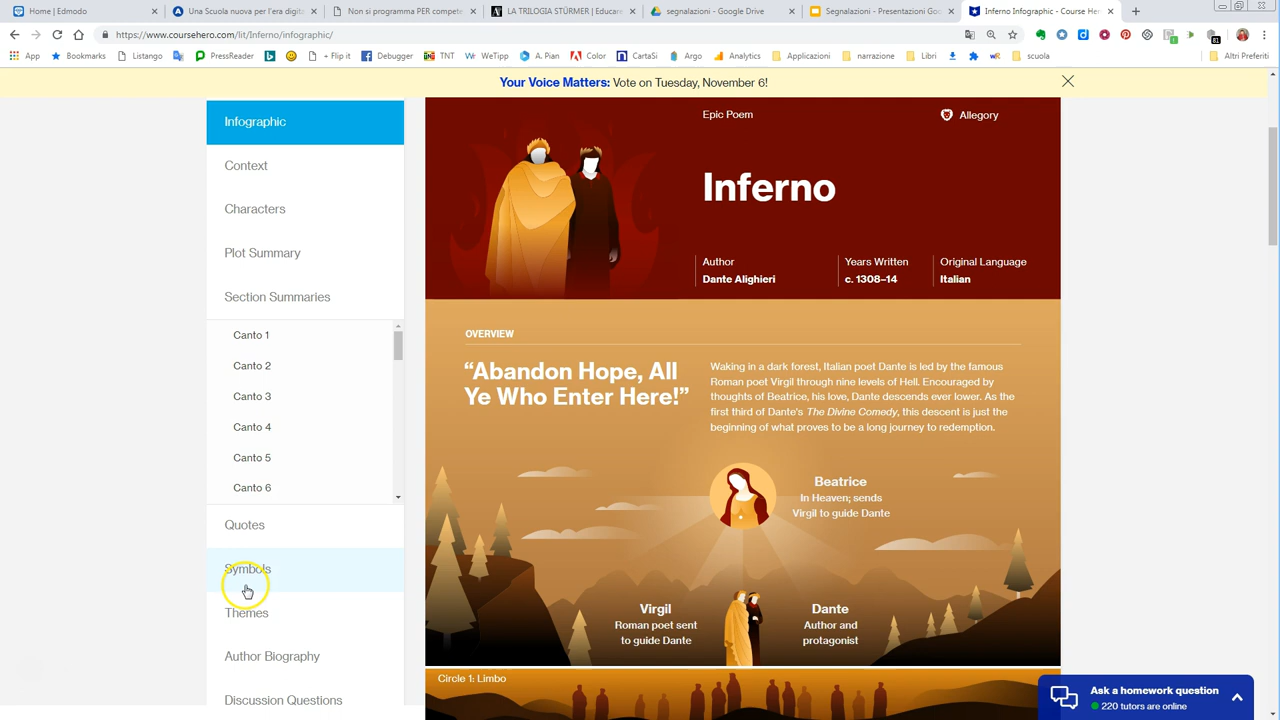 Home | Edmodo
Una Scuola nuova per l'era digita
Non si programma PER compete
LA TRILOGIA STÜRMER | Educare
segnalazioni - Google Drive
Segnalazioni - Presentazioni Goo
Inferno Infographic - Course Her
https://www.coursehero.com/lit/Inferno/infographic/
App
Bookmarks
Listango
PressReader
+ Flip it
Debugger
TNT
WeTipp
A. Pian
Color
CartaSi
Argo
Analytics
Applicazioni
narrazione
Libri
wR
scuola
Altri Preferiti
Your Voice Matters: Vote on Tuesday, November 6!
Infographic
Context
Characters
Plot Summary
Section Summaries
Canto 1
Canto 2
Canto 3
Canto 4
Canto 5
Canto 6
Quotes
Symbols
Themes
Author Biography
Discussion Questions
Epic Poem
Allegory
Inferno
Author
Dante Alighieri
Years Written
c. 1308–14
Original Language
Italian
OVERVIEW
“Abandon Hope, All
Ye Who Enter Here!”
Waking in a dark forest, Italian poet Dante is led by the famous
Roman poet Virgil through nine levels of Hell. Encouraged by
thoughts of Beatrice, his love, Dante descends ever lower. As the
first third of Dante's The Divine Comedy, this descent is just the
beginning of what proves to be a long journey to redemption.
Beatrice
In Heaven; sends
Virgil to guide Dante
Virgil
Roman poet sent
to guide Dante
Dante
Author and
protagonist
Circle 1: Limbo
Ask a homework question
220 tutors are online